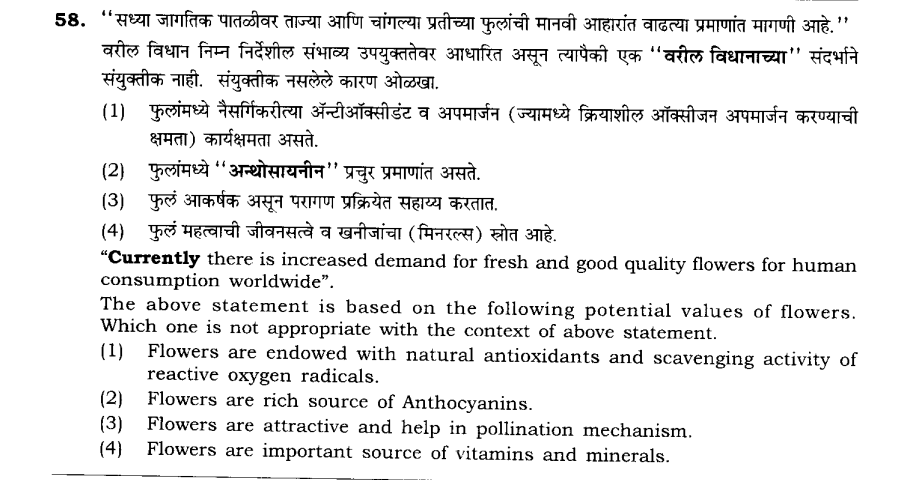 58. ‘‘सध्या जागतिक पातळीवर ताज्या आणि चांगल्या प्रतीच्या फुलांची मानवी आहारांत वाढत्या प्रमाणांत मागणी आहे.’’
वरील विधान निम्न निर्देशील संभाव्य उपयुक्ततेवर आधारित असून त्यापैकी एक ‘‘वरील विधानाच्या’’ संदर्भाने
संयुक्तीक नाही. संयुक्तीक नसलेले कारण ओळखा.
(1) फुलांमध्ये नैसर्गिकरीत्या ॲन्टीऑक्सीडंट व अपमार्जन (ज्यामध्ये क्रियाशील ऑक्सीजन अपमार्जन करण्याची
क्षमता) कार्यक्षमता असते.
(2) फुलांमध्ये ‘‘अन्थोसायनीन’’ प्रचुर प्रमाणांत असते.
(3) फुलं आकर्षक असून परागण प्रक्रियेत सहाय्य करतात.
(4) फुलं महत्वाची जीवनसत्वे व खनीजांचा (मिनरल्स) स्रोत आहे.
“Currently there is increased demand for fresh and good quality flowers for human
consumption worldwide”.
The above statement is based on the following potential values of flowers.
Which one is not appropriate with the context of above statement.
(1) Flowers are endowed with natural antioxidants and scavenging activity of
reactive oxygen radicals.
(2) Flowers are rich source of Anthocyanins.
(3) Flowers are attractive and help in pollination mechanism.
(4) Flowers are important source of vitamins and minerals.